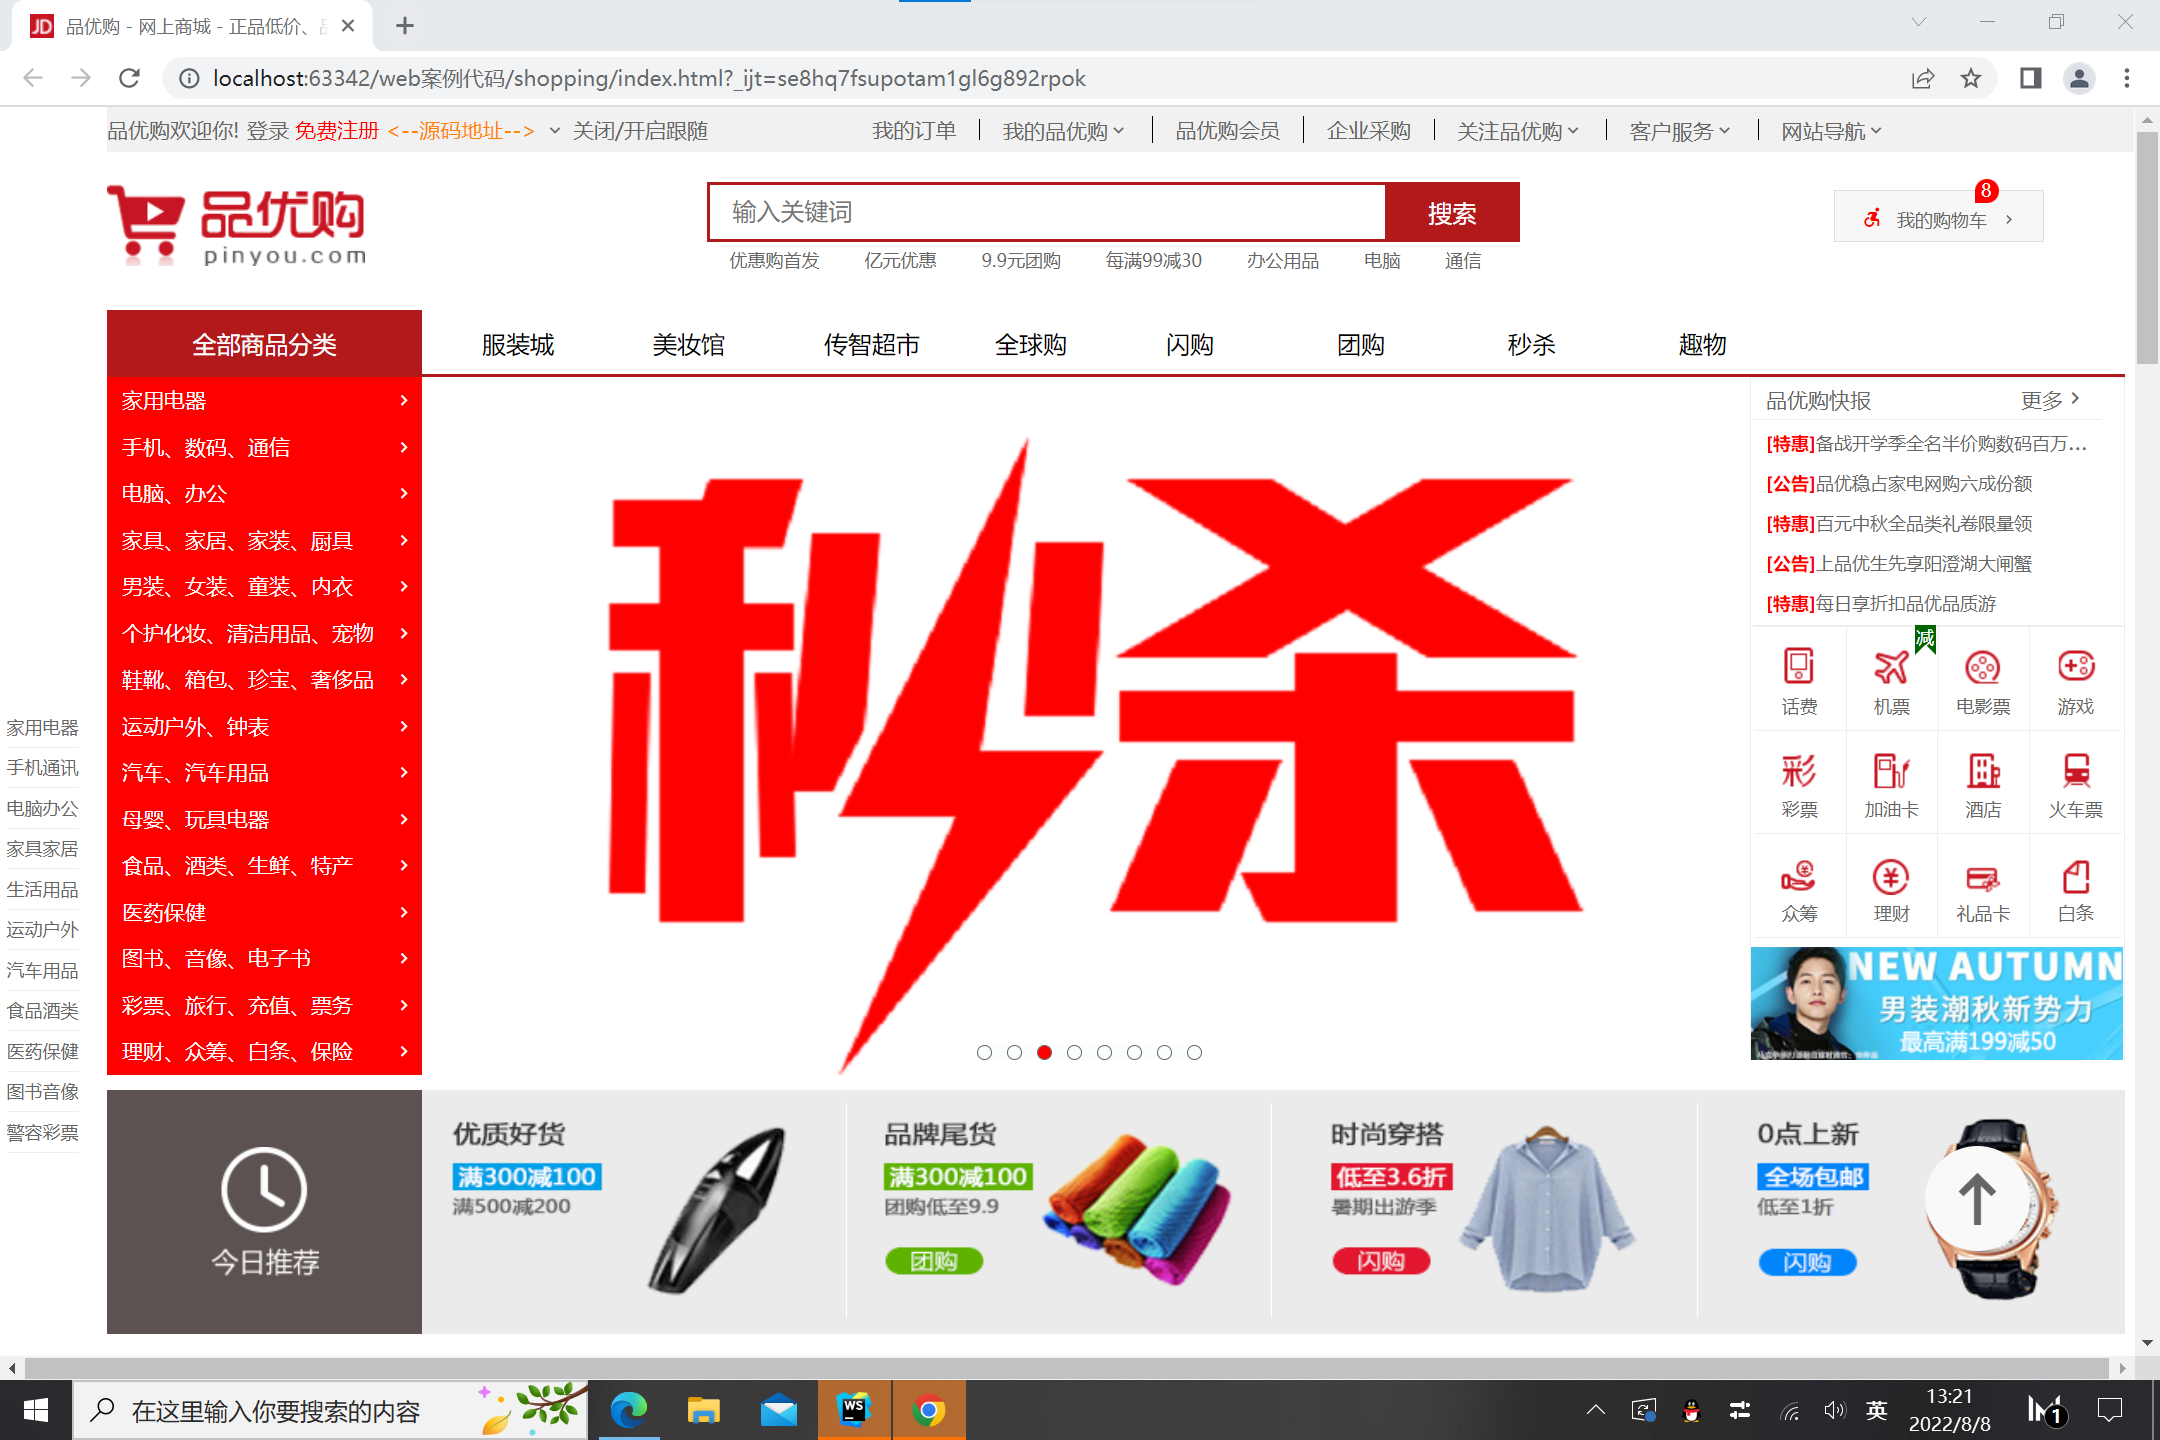 品优购 - 网上商城 - 正品低价、品
localhost:63342/web案例代码/shopping/index.html?_ijt=se8hq7fsupotam1gl6g892rpok
品优购欢迎你! 登录 免费注册 <--源码地址--> 关闭/开启跟随 我的订单 我的品优购 品优购会员 企业采购 关注品优购 客户服务 网站导航
品优购
pinyou.com
输入关键词 搜索
8
我的购物车
优惠购首发 亿元优惠 9.9元团购 每满99减30 办公用品 电脑 通信
全部商品分类 服装城 美妆馆 传智超市 全球购 闪购 团购 秒杀 趣物
家用电器
手机、数码、通信
电脑、办公
家具、家居、家装、厨具
男装、女装、童装、内衣
个护化妆、清洁用品、宠物
鞋靴、箱包、珍宝、奢侈品
运动户外、钟表
汽车、汽车用品
母婴、玩具电器
食品、酒类、生鲜、特产
医药保健
图书、音像、电子书
彩票、旅行、充值、票务
理财、众筹、白条、保险
家用电器
手机通讯
电脑办公
家具家居
生活用品
运动户外
汽车用品
食品酒类
医药保健
图书音像
警容彩票
秒杀
品优购快报 更多
[特惠]备战开学季全名半价购数码百万...
[公告]品优稳占家电网购六成份额
[特惠]百元中秋全品类礼卷限量领
[公告]上品优生先享阳澄湖大闸蟹
[特惠]每日享折扣品优品质游
减
话费 机票 电影票 游戏
彩
彩票 加油卡 酒店 火车票
众筹 理财 礼品卡 白条
NEW AUTUMN
男装潮秋新势力
最高满199减50
今日推荐
优质好货
满300减100
满500减200
品牌尾货
满300减100
团购低至9.9
团购
时尚穿搭
低至3.6折
暑期出游季
闪购
0点上新
全场包邮
低至1折
闪购
在这里输入你要搜索的内容
WS
英
13:21
2022/8/8
1